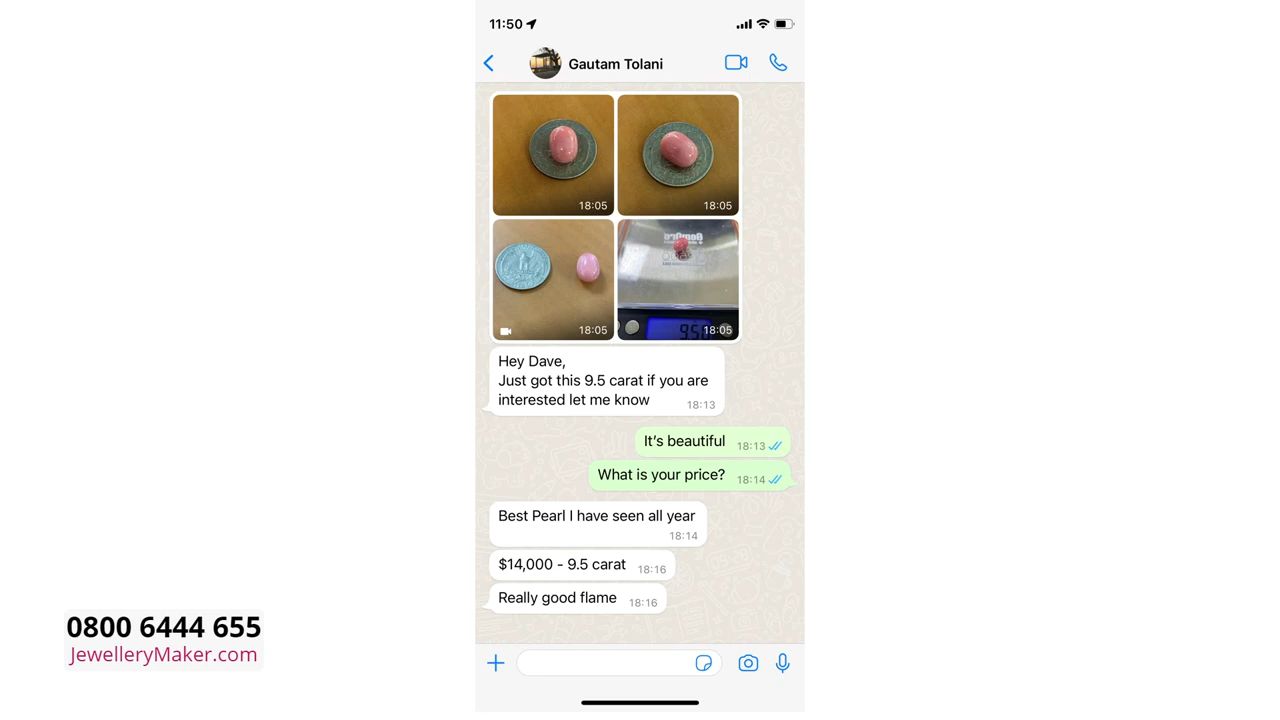 11:50
Gautam Tolani
18:05
18:05
18:05
9.50
18:05
Hey Dave,
Just got this 9.5 carat if you are
interested let me know
18:13
It's beautiful
18:13
What is your price?
18:14
Best Pearl I have seen all year
18:14
$14,000 - 9.5 carat
18:16
Really good flame
18:16
0800 6444 655
JewelleryMaker.com